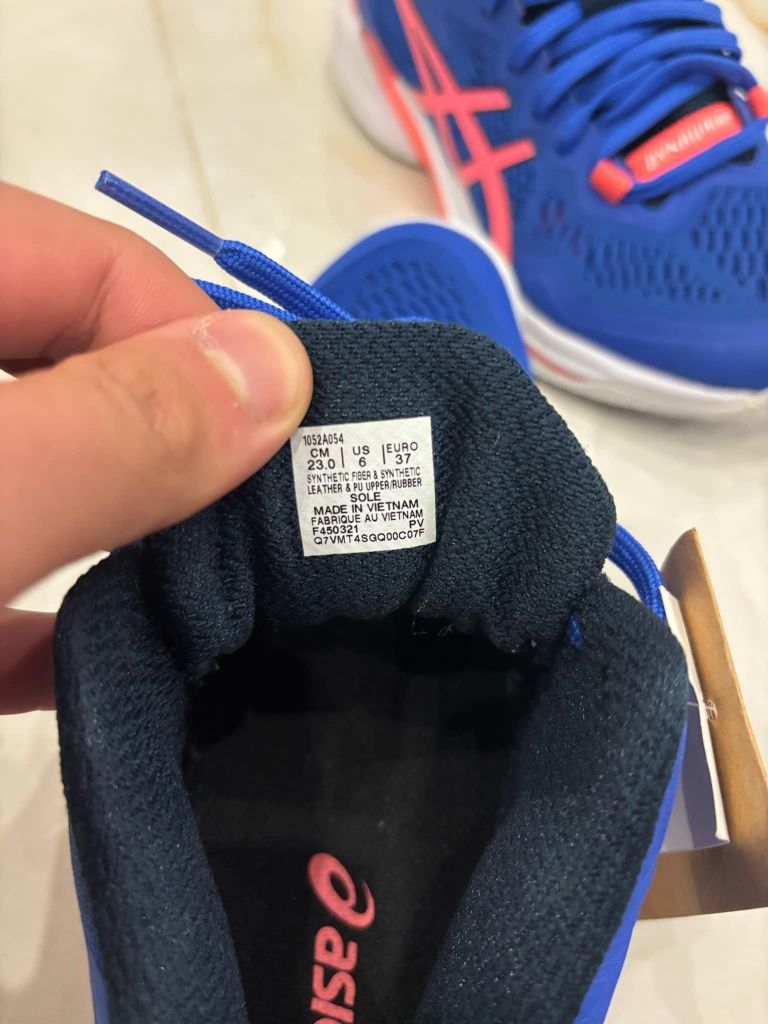 1052A054
CM | US | EURO
23.0 | 6 | 37
SYNTHETIC FIBER & SYNTHETIC
LEATHER & PU UPPER/RUBBER
SOLE
MADE IN VIETNAM
FABRIQUE AU VIETNAM
F450321 PV
Q7VMT4SGQ00C07F
asics